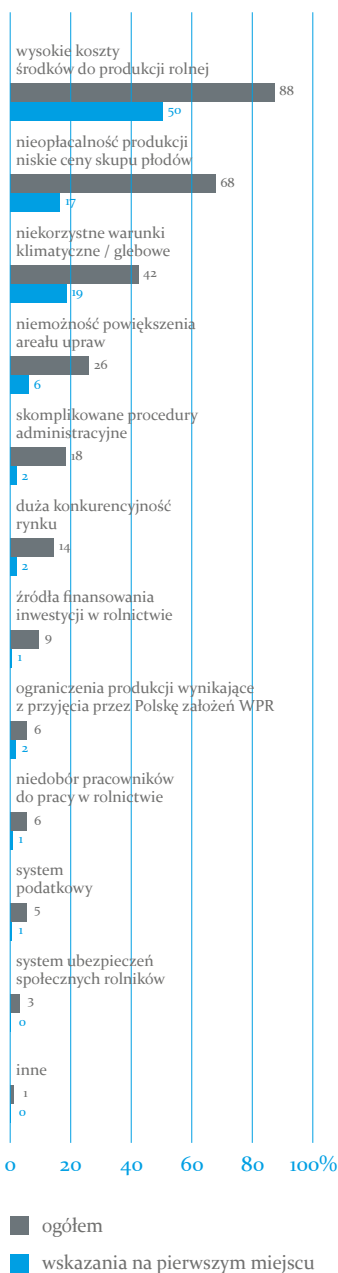 wysokie koszty
środków do produkcji rolnej
88
50
nieopłacalność produkcji
niskie ceny skupu płodów
68
17
niekorzystne warunki
klimatyczne / glebowe
42
19
niemożność powiększenia
areału upraw
26
6
skomplikowane procedury
administracyjne
18
2
duża konkurencyjność
rynku
14
2
źródła finansowania
inwestycji w rolnictwie
9
1
ograniczenia produkcji wynikające
z przyjęcia przez Polskę założeń WPR
6
2
niedobór pracowników
do pracy w rolnictwie
6
1
system
podatkowy
5
1
system ubezpieczeń
społecznych rolników
3
0
inne
1
0
0 20 40 60 80 100%
ogółem
wskazania na pierwszym miejscu